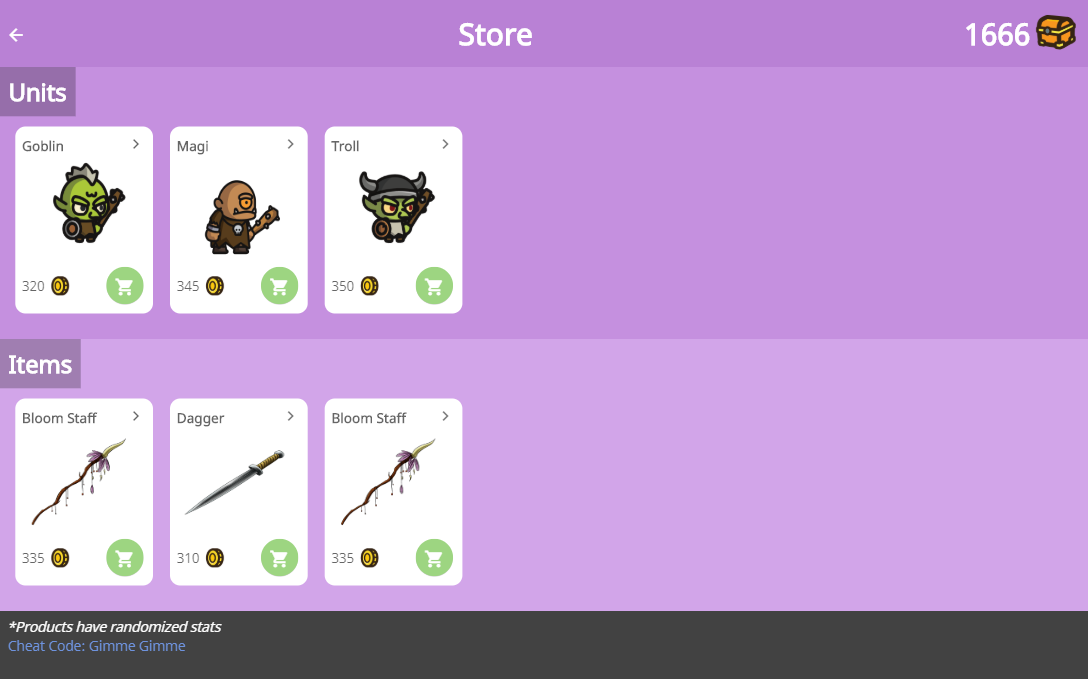 Store
1666
Units
Goblin
Magi
Troll
320
345
350
Items
Bloom Staff
Dagger
Bloom Staff
335
310
335
*Products have randomized stats
Cheat Code: Gimme Gimme